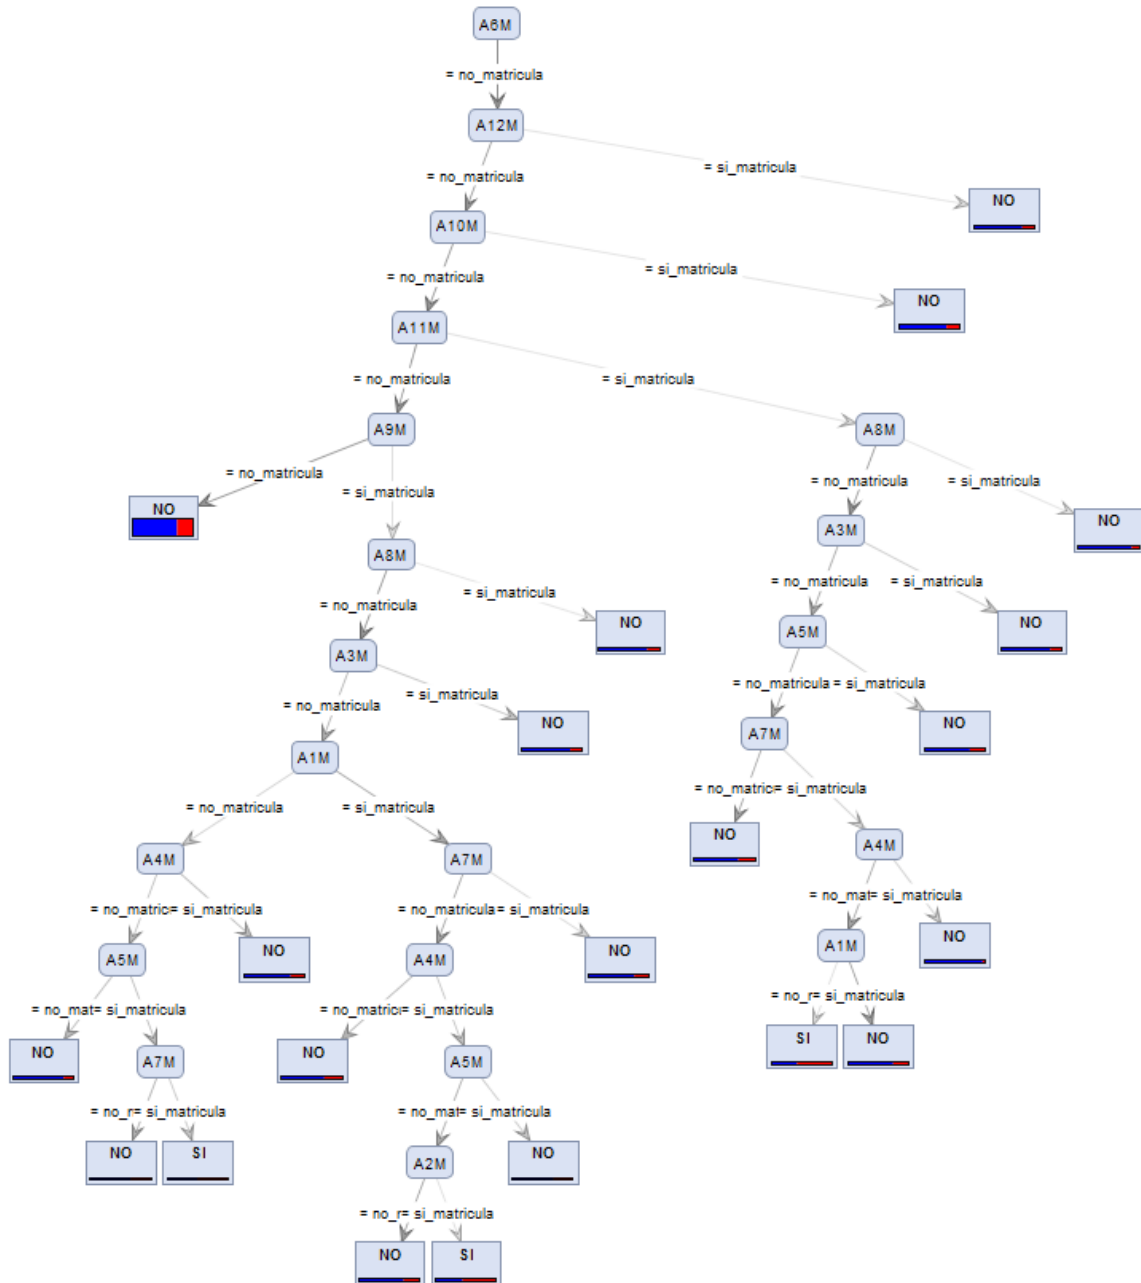 A6M
= no_matricula
A12M
= no_matricula
= si_matricula
A10M
NO
= no_matricula
= si_matricula
A11M
NO
= no_matricula
= si_matricula
A9M
A8M
= no_matricula
= si_matricula
= no_matricula
= si_matricula
NO
NO
A3M
A8M
= no_matricula
= si_matricula
= no_matricula
= si_matricula
NO
NO
A5M
A3M
= no_matricula
= si_matricula
= no_matricula
= si_matricula
NO
NO
A7M
A1M
= no_matric
= si_matricula
= no_matricula
= si_matricula
NO
A4M
A4M
A7M
= no_mat
= si_matricula
= no_matric
= si_matricula
= no_matricula
= si_matricula
NO
NO
NO
A1M
A5M
A4M
= no_r
= si_matricula
= no_mat
= si_matricula
= no_matric
= si_matricula
SI
NO
NO
A7M
NO
A5M
= no_r
= si_matricula
= no_mat
= si_matricula
NO
SI
A2M
NO
= no_r
= si_matricula
NO
SI